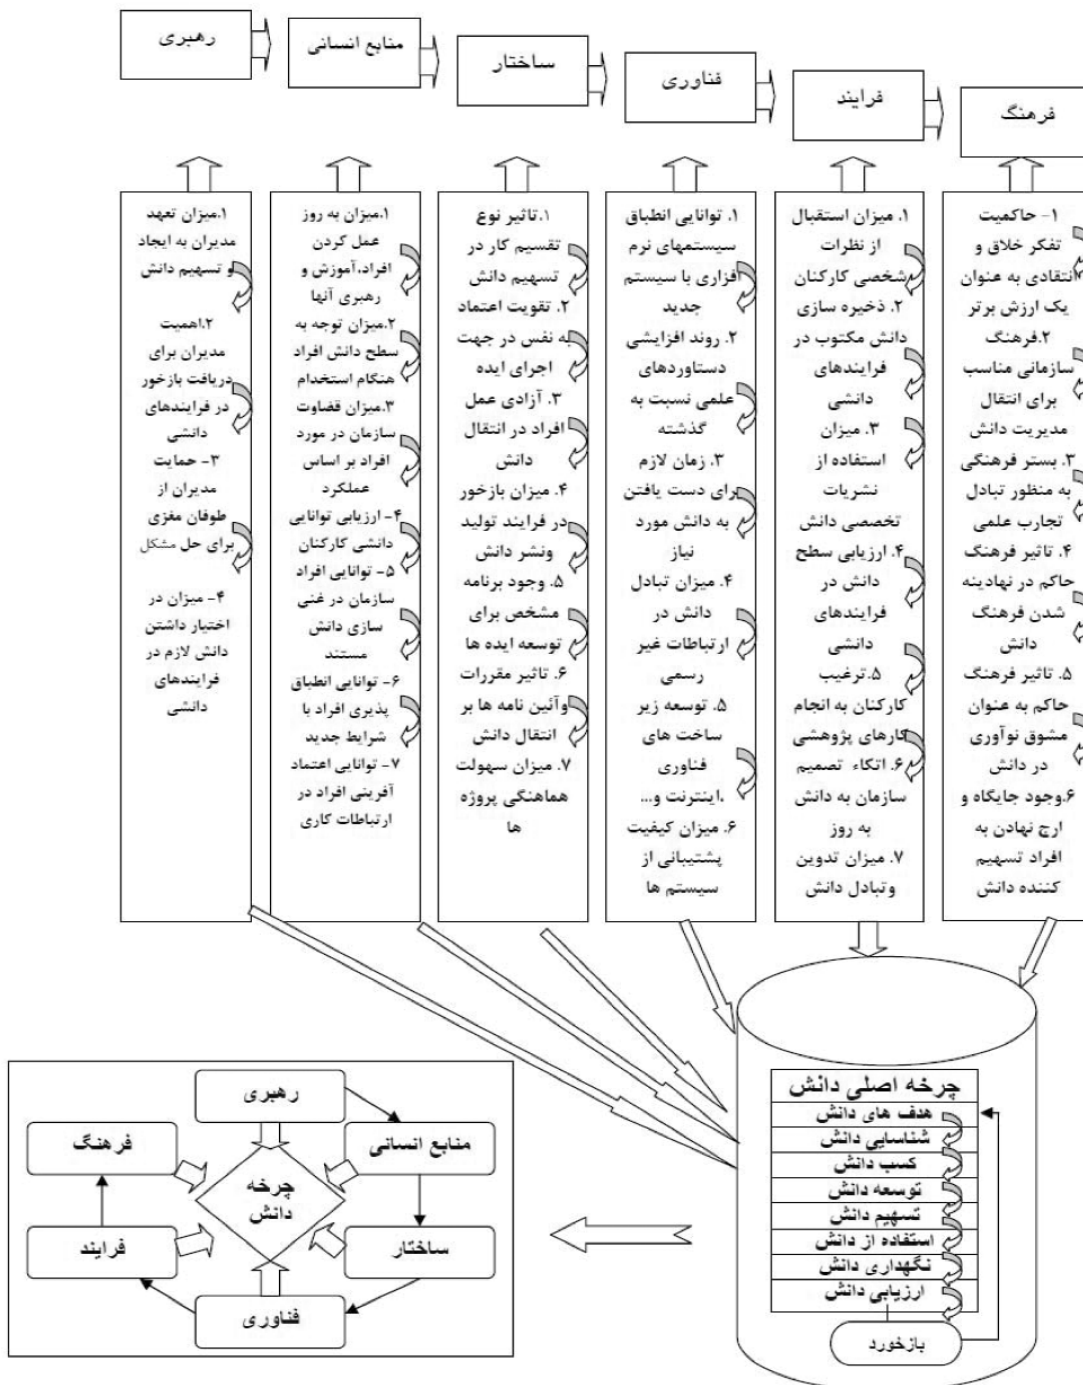 رهبری
منابع انسانی
ساختار
فناوری
فرایند
فرهنگ
۱.میزان تعهد
مدیران به ایجاد
و تسهیم دانش
۲.اهمیت
مدیران برای
دریافت بازخور
در فرایندهای
دانشی
۳- حمایت
مدیران از
طوفان مغزی
برای حل مشکل
۴- میزان در
اختیار داشتن
دانش لازم در
فرایندهای
دانشی
۱.میزان به روز
عمل کردن
افراد،آموزش و
رهبری آنها
۲.میزان توجه به
سطح دانش افراد
هنگام استخدام
۳.میزان قضاوت
سازمان در مورد
افراد بر اساس
عملکرد
۴- ارزیابی توانایی
دانشی کارکنان
۵- توانایی افراد
سازمان در غنی
سازی دانش
مستند
۶- توانایی انطباق
پذیری افراد با
شرایط جدید
۷- توانایی اعتماد
آفرینی افراد در
ارتباطات کاری
۱.تاثیر نوع
تقسیم کار در
تسهیم دانش
۲. تقویت اعتماد
به نفس در جهت
اجرای ایده
۳. آزادی عمل
افراد در انتقال
دانش
۴. میزان بازخور
در فرایند تولید
ونشر دانش
۵. وجود برنامه
مشخص برای
توسعه ایده ها
۶. تاثیر مقررات
وآئین نامه ها بر
انتقال دانش
۷. میزان سهولت
هماهنگی پروژه
ها
۱. توانایی انطباق
سیستمهای نرم
افزاری با سیستم
جدید
۲. روند افزایشی
دستاوردهای
علمی نسبت به
گذشته
۳. زمان لازم
برای دست یافتن
به دانش مورد
نیاز
۴. میزان تبادل
دانش در
ارتباطات غیر
رسمی
۵. توسعه زیر
ساخت های
فناوری
،اینترنت و...
۶. میزان کیفیت
پشتیبانی از
سیستم ها
۱. میزان استقبال
از نظرات
شخصی کارکنان
۲. ذخیره سازی
دانش مکتوب در
فرایندهای
دانشی
۳. میزان
استفاده از
نشریات
تخصصی دانش
۴. ارزیابی سطح
دانش در
فرایندهای
دانشی
۵.ترغیب
کارکنان به انجام
کارهای پژوهشی
۶. اتکاء تصمیم
سازمان به دانش
به روز
۷. میزان تدوین
وتبادل دانش
۱- حاکمیت
تفکر خلاق و
انتقادی به عنوان
یک ارزش برتر
۲.فرهنگ
سازمانی مناسب
برای انتقال
مدیریت دانش
۳. بستر فرهنگی
به منظور تبادل
تجارب علمی
۴. تاثیر فرهنگ
حاکم در نهادینه
شدن فرهنگ
دانش
۵. تاثیر فرهنگ
حاکم به عنوان
مشوق نوآوری
در دانش
۶.وجود جایگاه و
ارج نهادن به
افراد تسهیم
کننده دانش
چرخه اصلی دانش
هدف های دانش
شناسایی دانش
کسب دانش
توسعه دانش
تسهیم دانش
استفاده از دانش
نگهداری دانش
ارزیابی دانش
بازخورد
رهبری
منابع انسانی
ساختار
فناوری
فرایند
فرهنگ
چرخه
دانش